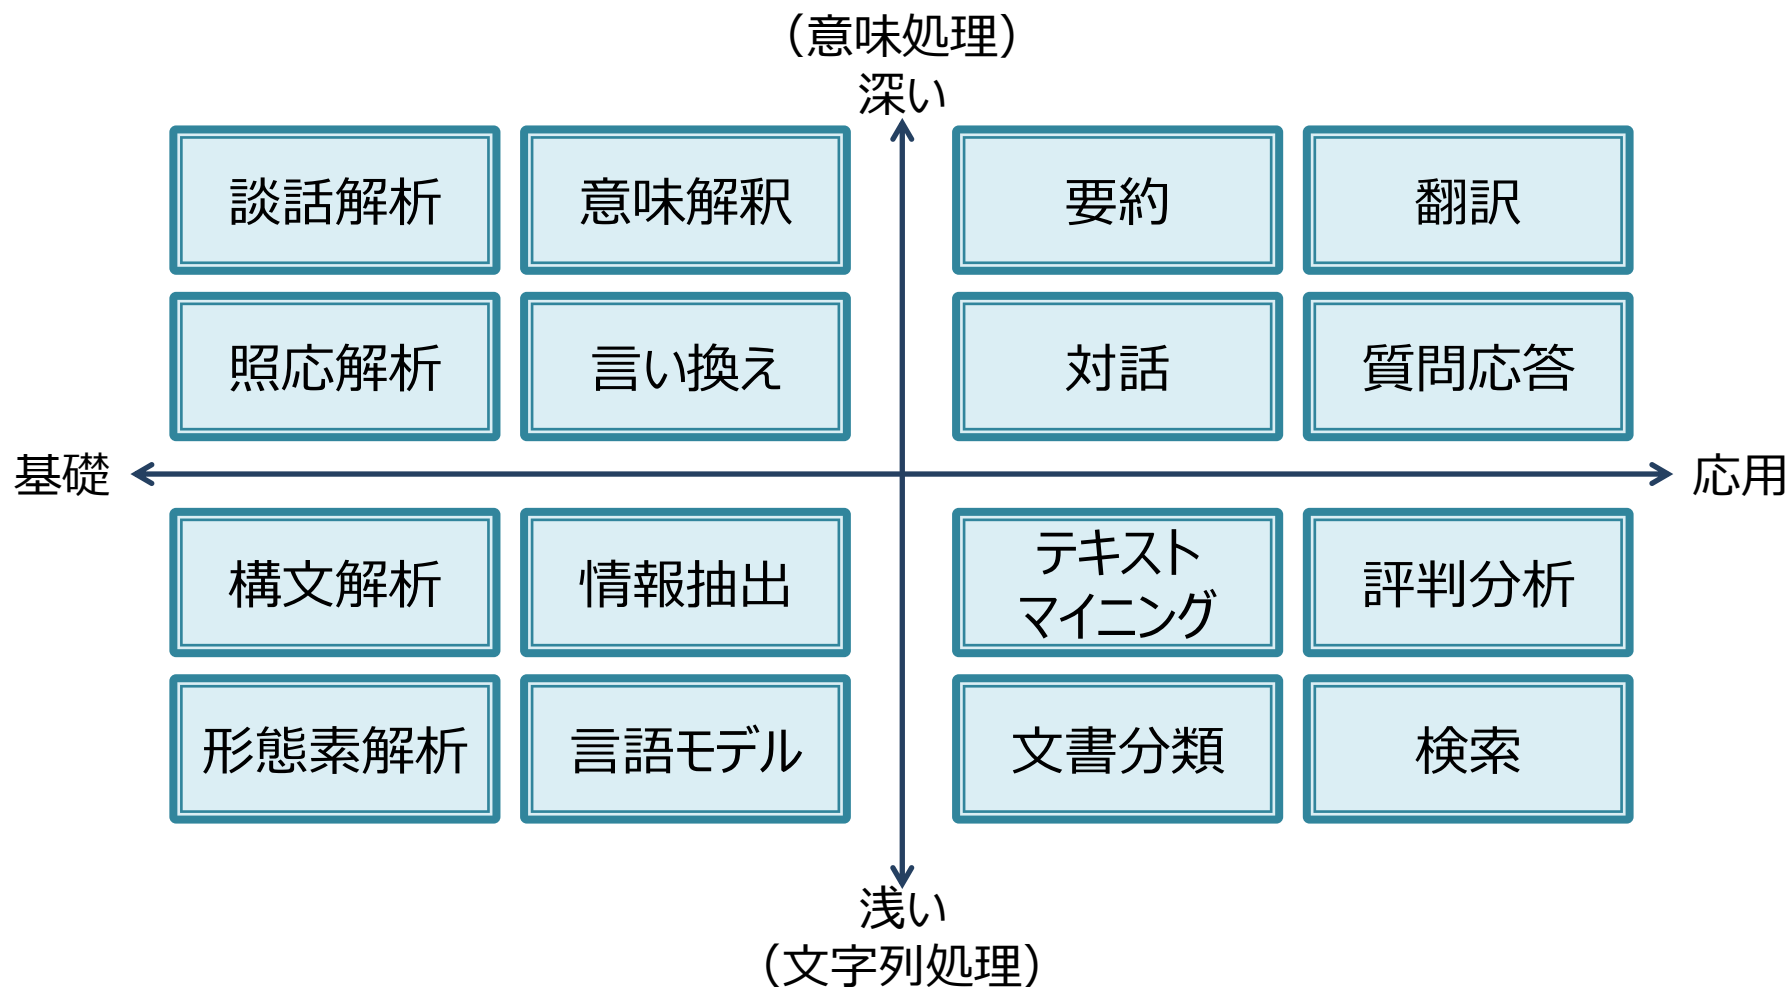 （意味処理）
深い
談話解析
意味解釈
要約
翻訳
照応解析
言い換え
対話
質問応答
基礎
応用
構文解析
情報抽出
テキスト
マイニング
評判分析
形態素解析
言語モデル
文書分類
検索
浅い
（文字列処理）